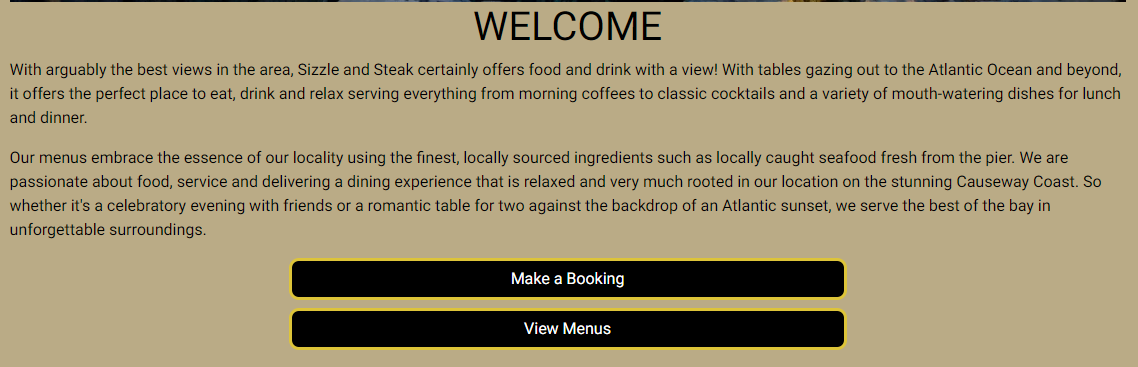 WELCOME
With arguably the best views in the area, Sizzle and Steak certainly offers food and drink with a view! With tables gazing out to the Atlantic Ocean and beyond,
it offers the perfect place to eat, drink and relax serving everything from morning coffees to classic cocktails and a variety of mouth-watering dishes for lunch
and dinner.
Our menus embrace the essence of our locality using the finest, locally sourced ingredients such as locally caught seafood fresh from the pier. We are
passionate about food, service and delivering a dining experience that is relaxed and very much rooted in our location on the stunning Causeway Coast. So
whether it's a celebratory evening with friends or a romantic table for two against the backdrop of an Atlantic sunset, we serve the best of the bay in
unforgettable surroundings.
Make a Booking
View Menus